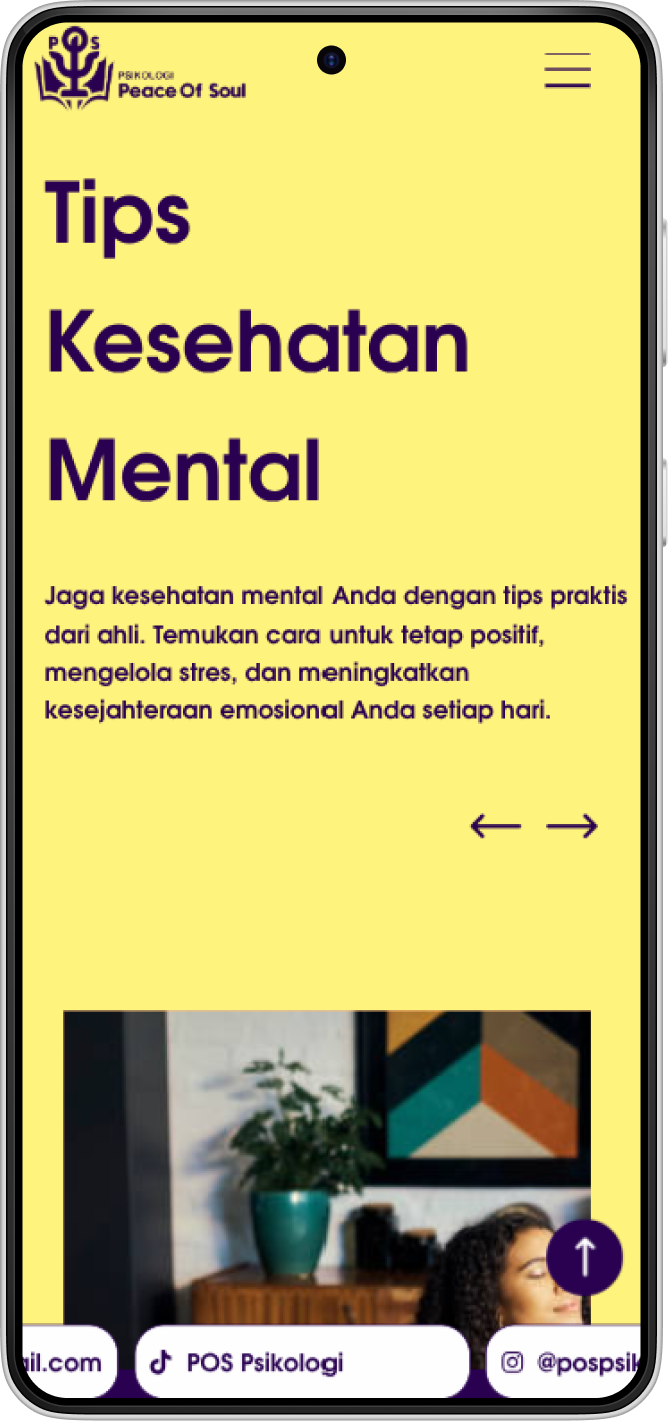 POS
PSIKOLOGI
Peace Of Soul
Tips
Kesehatan
Mental
Jaga kesehatan mental Anda dengan tips praktis
dari ahli. Temukan cara untuk tetap positif,
mengelola stres, dan meningkatkan
kesejahteraan emosional Anda setiap hari.
ail.com
POS Psikologi
@pospsik